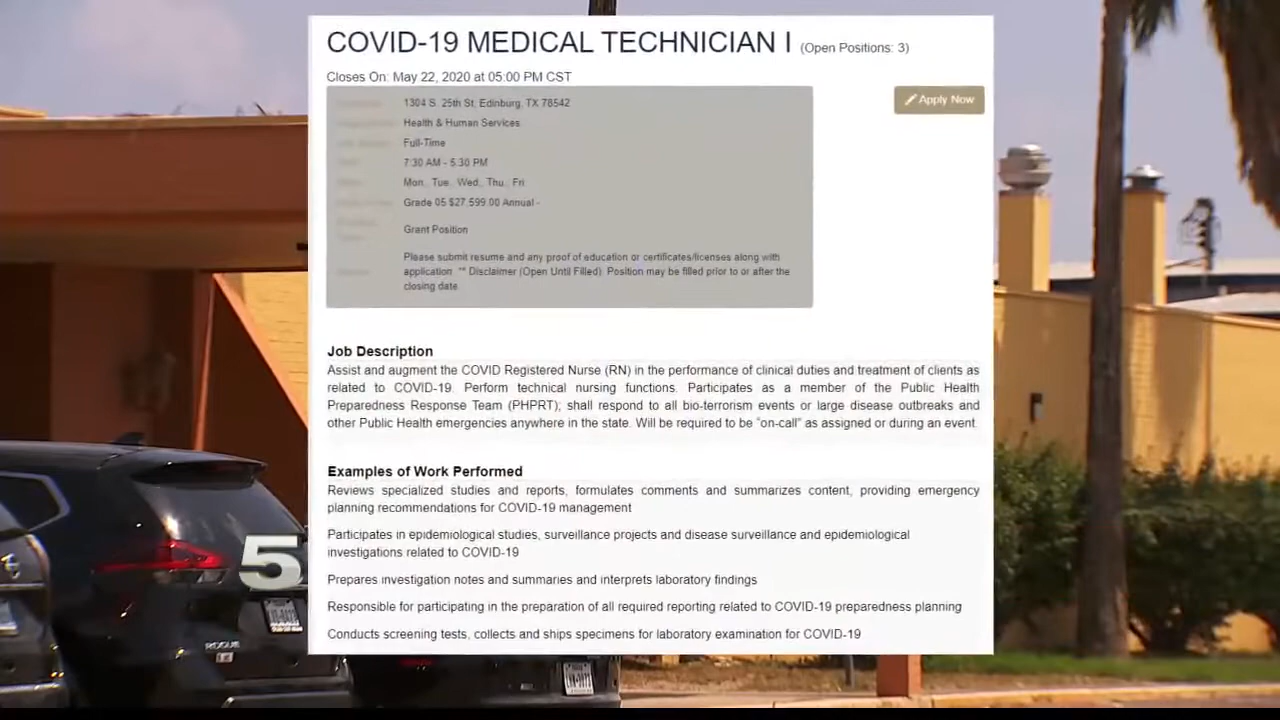 COVID-19 MEDICAL TECHNICIAN I (Open Positions: 3)
Closes On: May 22, 2020 at 05:00 PM CST
Apply Now
1304 S. 25th St, Edinburg, TX 78542
Health & Human Services
Full-Time
7:30 AM - 5:30 PM
Mon., Tue., Wed., Thu., Fri
Grade 05 $27,599.00 Annual -
Grant Position
Please submit resume and any proof of education or certificates/licenses along with
application. ** Disclaimer (Open Until Filled). Position may be filled prior to or after the
closing date.
Job Description
Assist and augment the COVID Registered Nurse (RN) in the performance of clinical duties and treatment of clients as
related to COVID-19. Perform technical nursing functions. Participates as a member of the Public Health
Preparedness Response Team (PHPRT); shall respond to all bio-terrorism events or large disease outbreaks and
other Public Health emergencies anywhere in the state. Will be required to be "on-call" as assigned or during an event.
Examples of Work Performed
Reviews specialized studies and reports, formulates comments and summarizes content, providing emergency
planning recommendations for COVID-19 management
Participates in epidemiological studies, surveillance projects and disease surveillance and epidemiological
investigations related to COVID-19
Prepares investigation notes and summaries and interprets laboratory findings
Responsible for participating in the preparation of all required reporting related to COVID-19 preparedness planning
Conducts screening tests, collects and ships specimens for laboratory examination for COVID-19
5
ROGUE